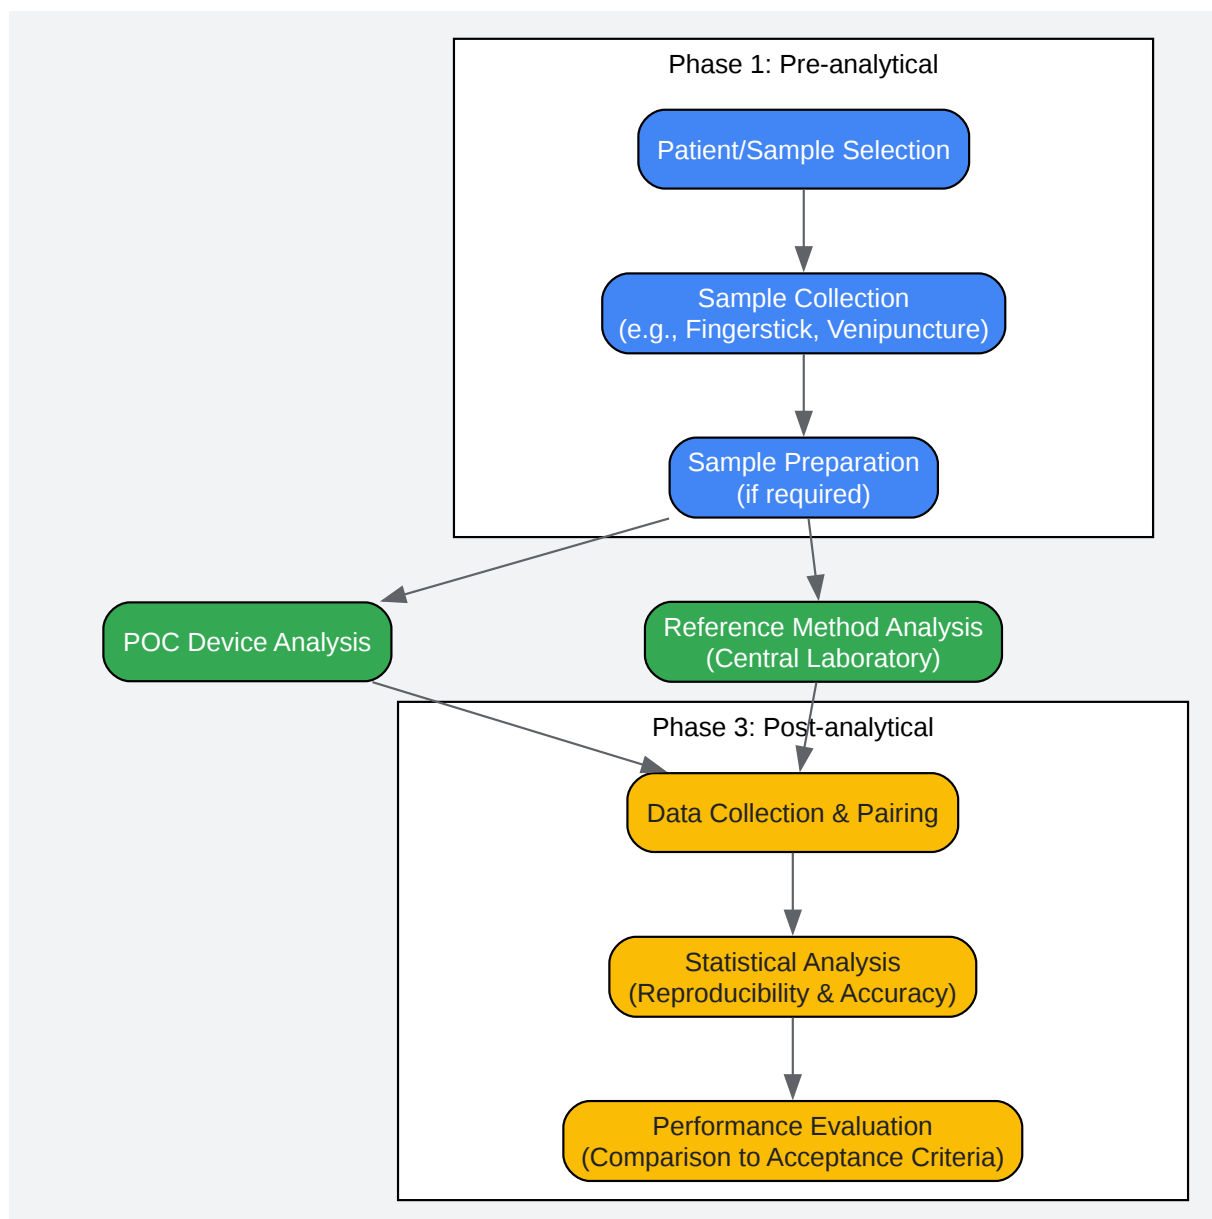 Phase 1: Pre-analytical
Patient/Sample Selection
Sample Collection
(e.g., Fingerstick, Venipuncture)
Sample Preparation
(if required)
POC Device Analysis
Reference Method Analysis
(Central Laboratory)
Phase 3: Post-analytical
Data Collection & Pairing
Statistical Analysis
(Reproducibility & Accuracy)
Performance Evaluation
(Comparison to Acceptance Criteria)